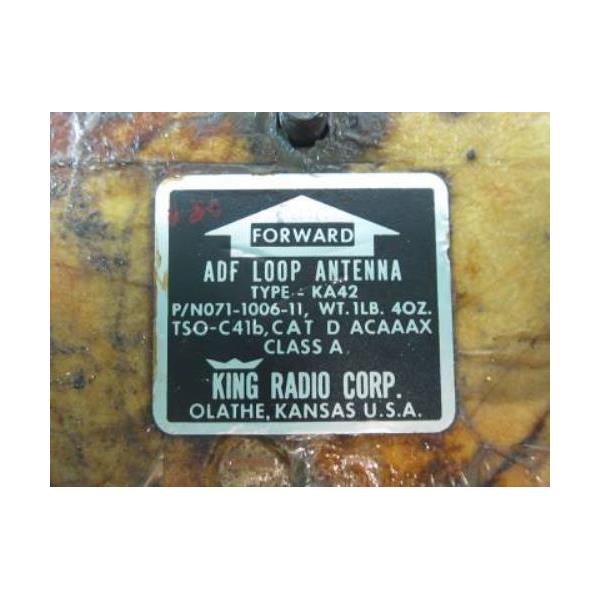 FORWARD
ADF LOOP ANTENNA
TYPE - KA42
P/N071-1006-11, WT. 1LB. 4OZ.
TSO-C41b, CAT D ACAAAX
CLASS A
KING RADIO CORP.
OLATHE, KANSAS U.S.A.